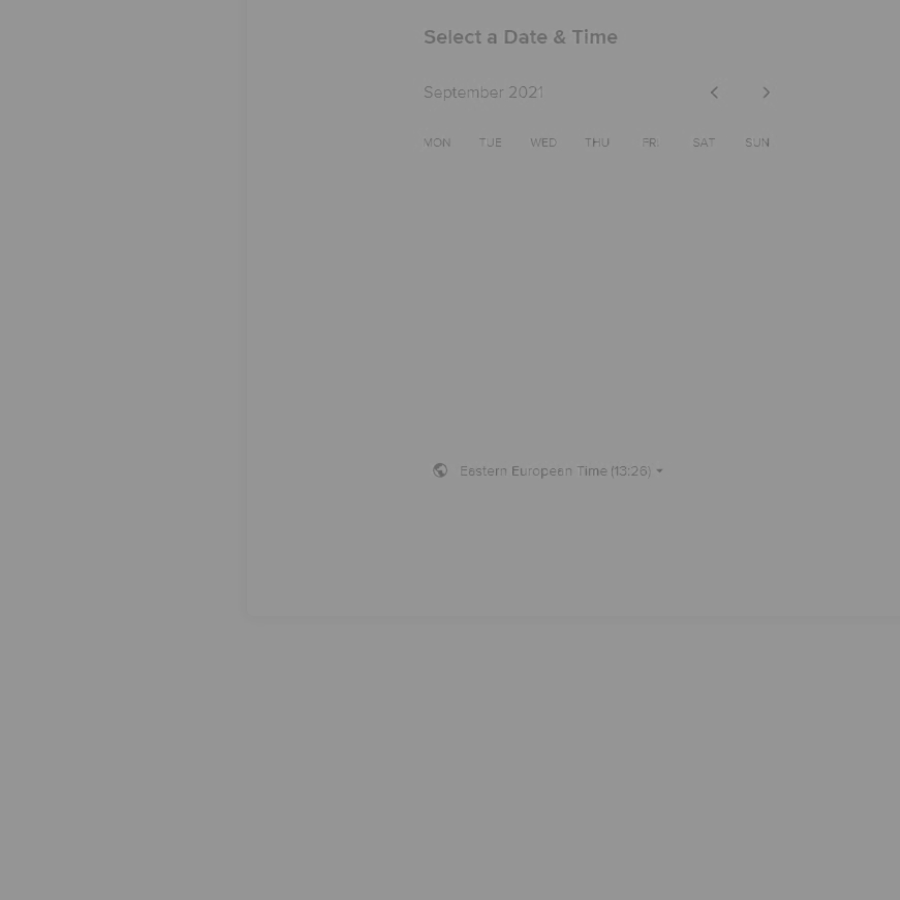 Select a Date & Time
September 2021
MON TUE WED THU FRI SAT SUN
Eastern European Time (13:26)